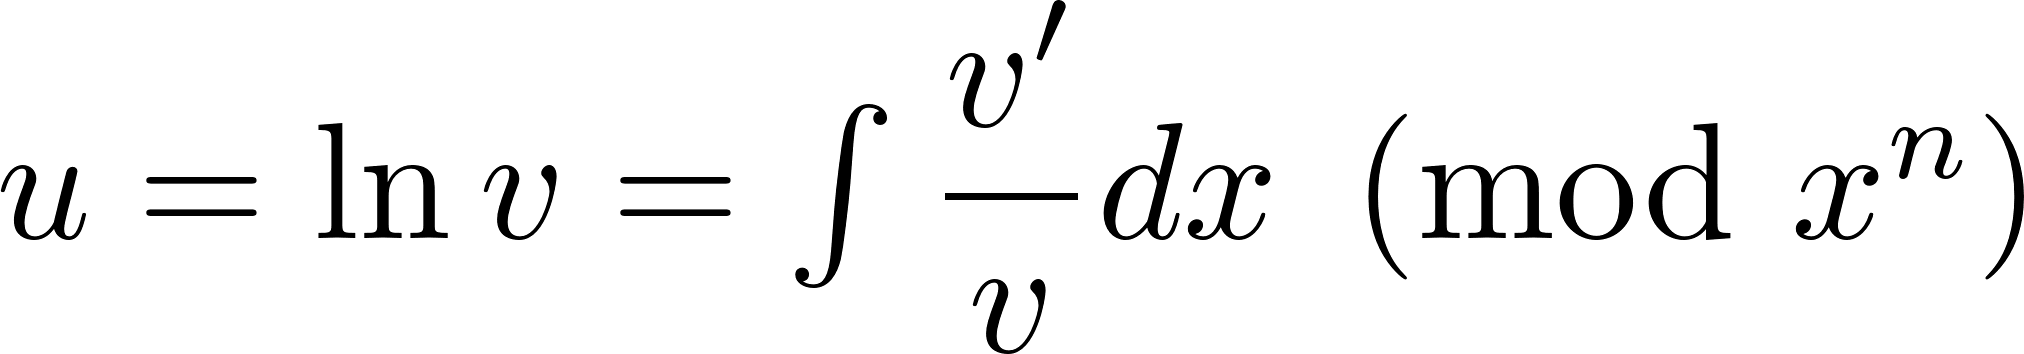 u = ln v = ∫ v′/v dx (mod xⁿ)